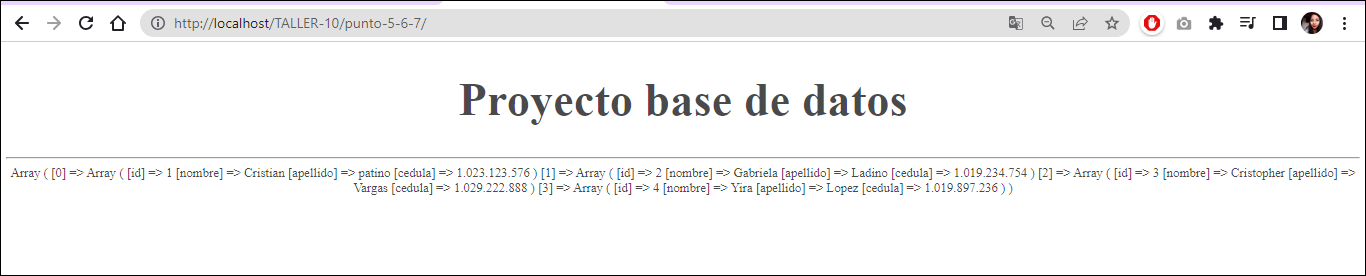 http://localhost/TALLER-10/punto-5-6-7/
Proyecto base de datos
Array ( [0] => Array ( [id] => 1 [nombre] => Cristian [apellido] => patino [cedula] => 1.023.123.576 ) [1] => Array ( [id] => 2 [nombre] => Gabriela [apellido] => Ladino [cedula] => 1.019.234.754 ) [2] => Array ( [id] => 3 [nombre] => Cristopher [apellido] =>
Vargas [cedula] => 1.029.222.888 ) [3] => Array ( [id] => 4 [nombre] => Yira [apellido] => Lopez [cedula] => 1.019.897.236 ) )